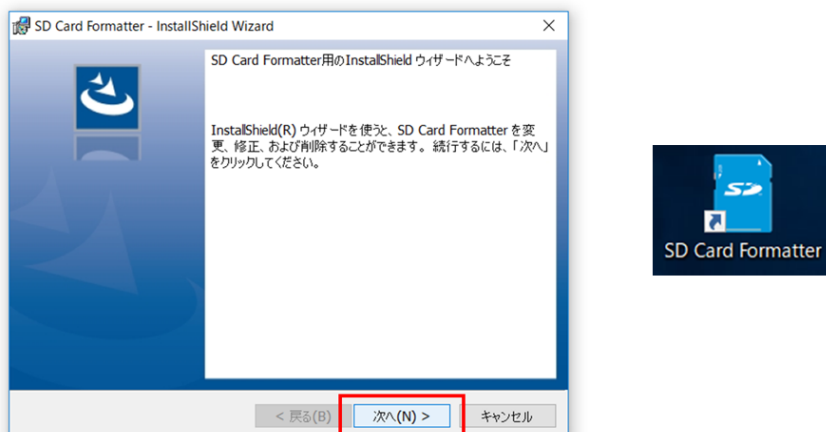 SD Card Formatter - InstallShield Wizard
SD Card Formatter用のInstallShield ウィザードへようこそ
InstallShield(R) ウィザードを使うと、SD Card Formatter を変
更、修正、および削除することができます。続行するには、「次へ」
をクリックしてください。
< 戻る(B)
次へ(N) >
キャンセル
SD
SD Card Formatter